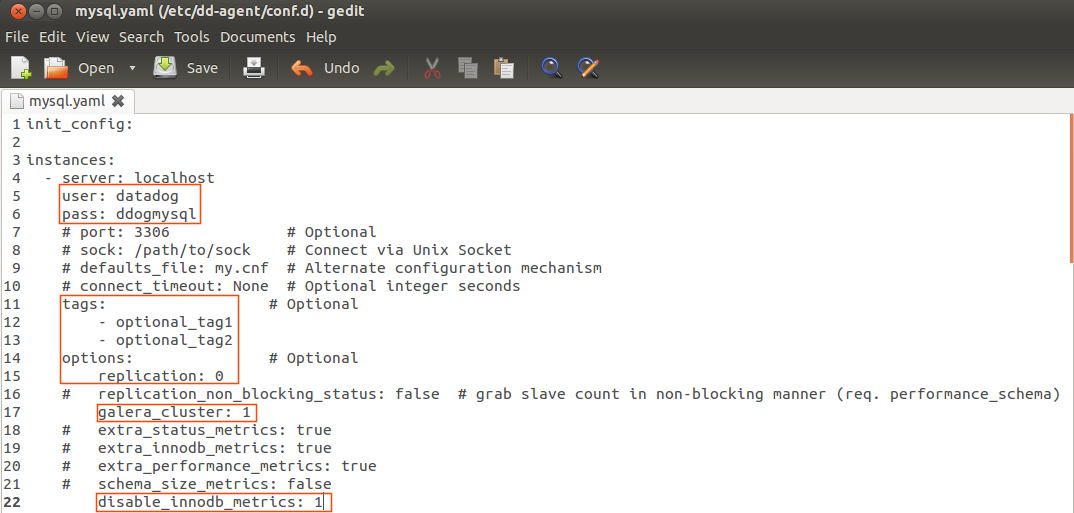 mysql.yaml (/etc/dd-agent/conf.d) - gedit
File Edit View Search Tools Documents Help
Open Save Undo
mysql.yaml
1 init_config:
2
3 instances:
4   - server: localhost
5     user: datadog
6     pass: ddogmysql
7     # port: 3306             # Optional
8     # sock: /path/to/sock    # Connect via Unix Socket
9     # defaults_file: my.cnf  # Alternate configuration mechanism
10     # connect_timeout: None  # Optional integer seconds
11     tags:                  # Optional
12         - optional_tag1
13         - optional_tag2
14     options:               # Optional
15         replication: 0
16     #   replication_non_blocking_status: false  # grab slave count in non-blocking manner (req. performance_schema)
17         galera_cluster: 1
18     #   extra_status_metrics: true
19     #   extra_innodb_metrics: true
20     #   extra_performance_metrics: true
21     #   schema_size_metrics: false
22         disable_innodb_metrics: 1